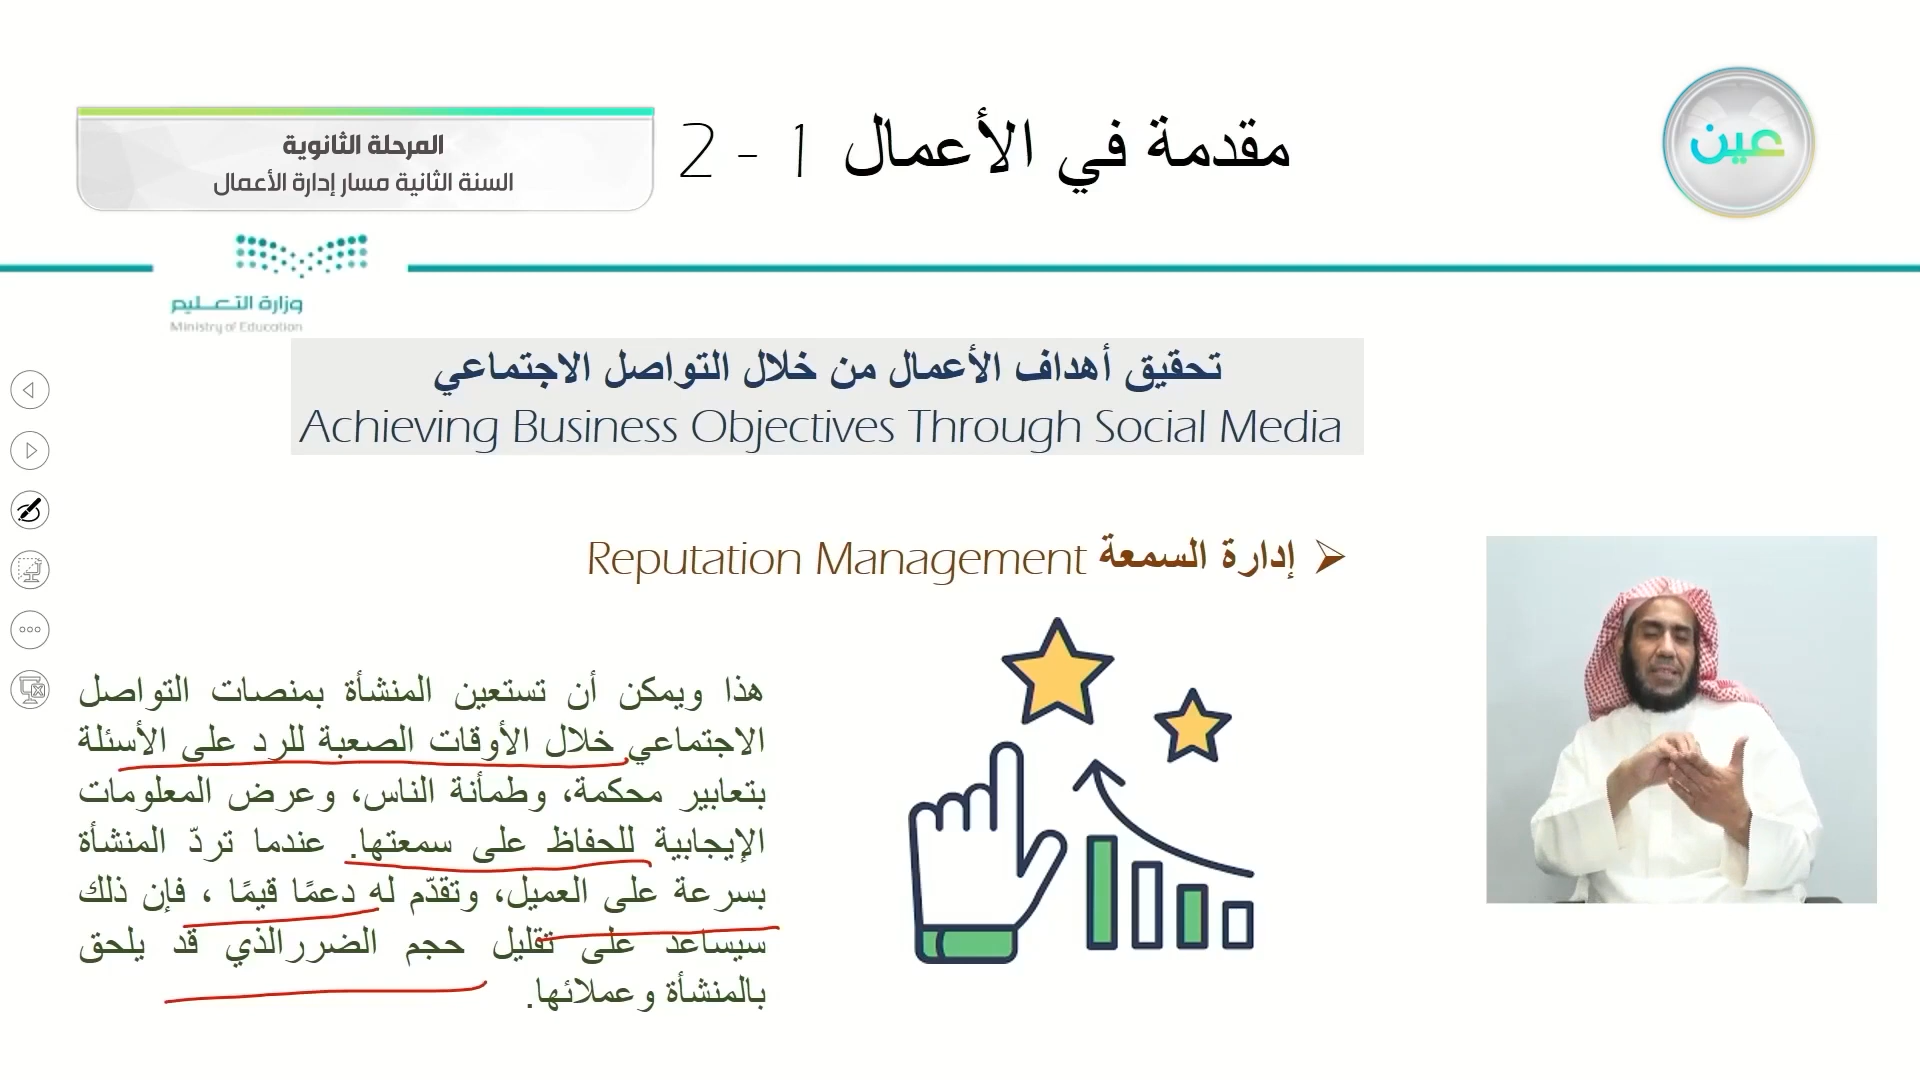 عين
مقدمة في الأعمال 1 - 2
المرحلة الثانوية
السنة الثانية مسار إدارة الأعمال
وزارة التعليم
Ministry of Education
تحقيق أهداف الأعمال من خلال التواصل الاجتماعي
Achieving Business Objectives Through Social Media
إدارة السمعة Reputation Management
هذا ويمكن أن تستعين المنشأة بمنصات التواصل
الاجتماعي خلال الأوقات الصعبة للرد على الأسئلة
بتعابير محكمة، وطمأنة الناس، وعرض المعلومات
الإيجابية للحفاظ على سمعتها. عندما تردّ المنشأة
بسرعة على العميل، وتقدّم له دعمًا قيمًا ، فإن ذلك
سيساعد على تقليل حجم الضررالذي قد يلحق
بالمنشأة وعملائها.